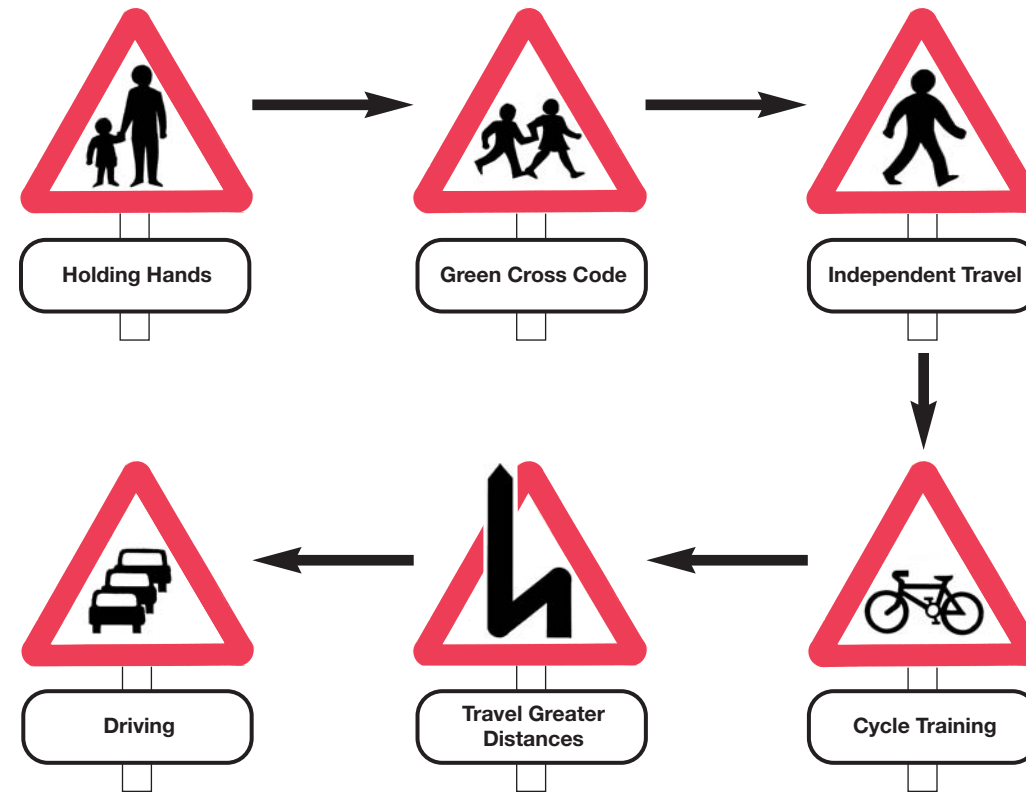 Holding Hands
Green Cross Code
Independent Travel
Driving
Travel Greater
Distances
Cycle Training